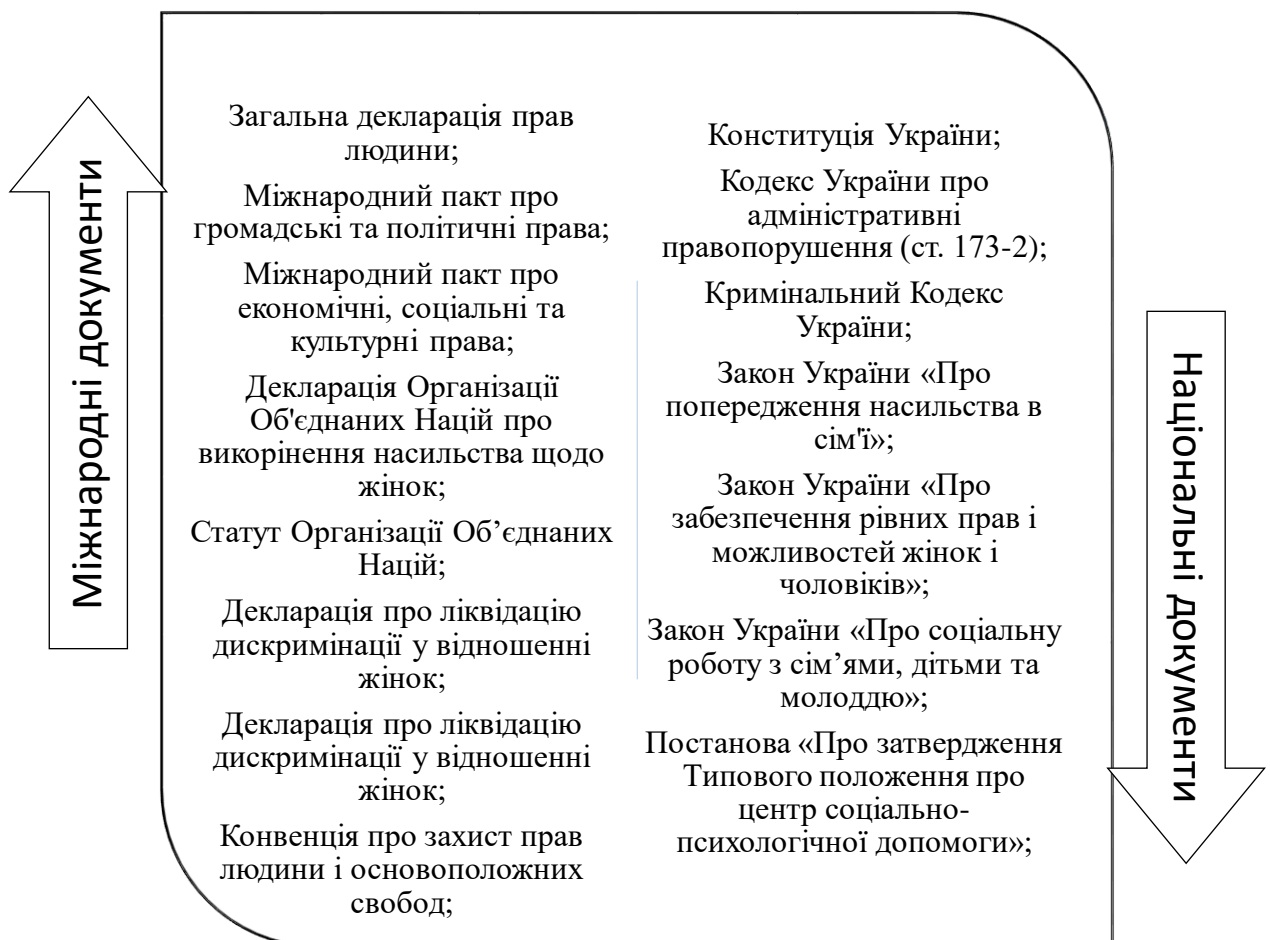 Міжнародні документи
Загальна декларація прав
людини;
Міжнародний пакт про
громадські та політичні права;
Міжнародний пакт про
економічні, соціальні та
культурні права;
Декларація Організації
Об'єднаних Націй про
викорінення насильства щодо
жінок;
Статут Організації Об’єднаних
Націй;
Декларація про ліквідацію
дискримінації у відношенні
жінок;
Декларація про ліквідацію
дискримінації у відношенні
жінок;
Конвенція про захист прав
людини і основоположних
свобод;
Конституція України;
Кодекс України про
адміністративні
правопорушення (ст. 173-2);
Кримінальний Кодекс
України;
Закон України «Про
попередження насильства в
сім'ї»;
Закон України «Про
забезпечення рівних прав і
можливостей жінок і
чоловіків»;
Закон України «Про соціальну
роботу з сім’ями, дітьми та
молоддю»;
Постанова «Про затвердження
Типового положення про
центр соціально-
психологічної допомоги»;
Національні документи